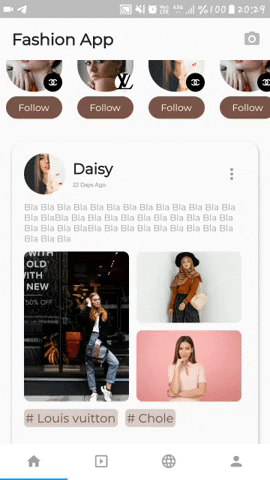 %100 20:29
Fashion App
Follow Follow Follow Follow
Daisy
22 Days Ago
Bla Bla Bla Bla Bla Bla Bla Bla Bla Bla Bla Bla Bla
Bla BlaBla Bla Bla Bla Bla Bla Bla Bla Bla Bla Bla
Bla Bla Bla BlaBla Bla Bla Bla Bla Bla Bla Bla Bla
Bla Bla Bla
OLD
WITH
NEW
50% OFF
# Louis vuitton # Chole